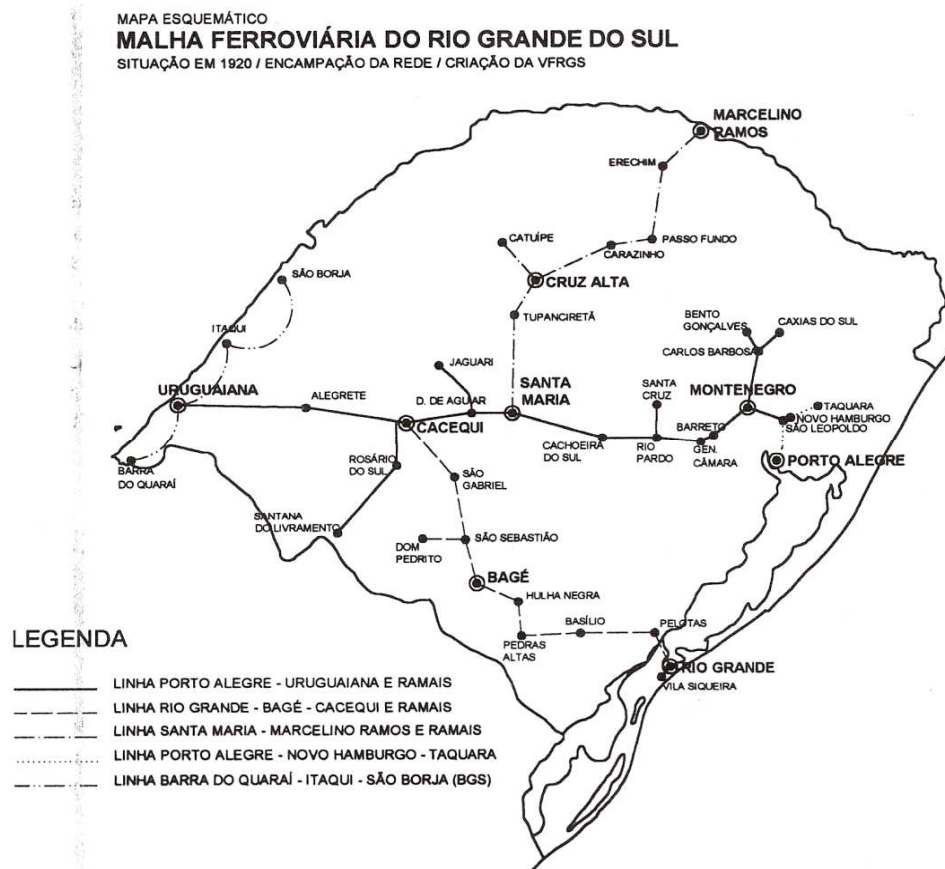 MAPA ESQUEMÁTICO
MALHA FERROVIÁRIA DO RIO GRANDE DO SUL
SITUAÇÃO EM 1920 / ENCAMPAÇÃO DA REDE / CRIAÇÃO DA VFRGS
MARCELINO
RAMOS
ERECHIM
CATUÍPE
PASSO FUNDO
CARAZINHO
SÃO BORJA
CRUZ ALTA
TUPANCIRETÃ
BENTO
GONÇALVES
CAXIAS DO SUL
ITAQUI
CARLOS BARBOSA
JAGUARI
URUGUAIANA
SANTA
MARIA
SANTA
CRUZ
MONTENEGRO
ALEGRETE
D. DE AGUIAR
TAQUARA
NOVO HAMBURGO
SÃO LEOPOLDO
CACEQUI
BARRETO
CACHOEIRA
DO SUL
RIO
PARDO
GEN.
CÂMARA
PORTO ALEGRE
BARRA
DO QUARAÍ
ROSÁRIO
DO SUL
SÃO
GABRIEL
SANTANA
DO LIVRAMENTO
DOM
PEDRITO
SÃO SEBASTIÃO
BAGÉ
HULHA NEGRA
BASÍLIO
PELOTAS
PEDRAS
ALTAS
RIO GRANDE
VILA SIQUEIRA
LEGENDA
LINHA PORTO ALEGRE - URUGUAIANA E RAMAIS
LINHA RIO GRANDE - BAGÉ - CACEQUI E RAMAIS
LINHA SANTA MARIA - MARCELINO RAMOS E RAMAIS
LINHA PORTO ALEGRE - NOVO HAMBURGO - TAQUARA
LINHA BARRA DO QUARAÍ - ITAQUI - SÃO BORJA (BGS)